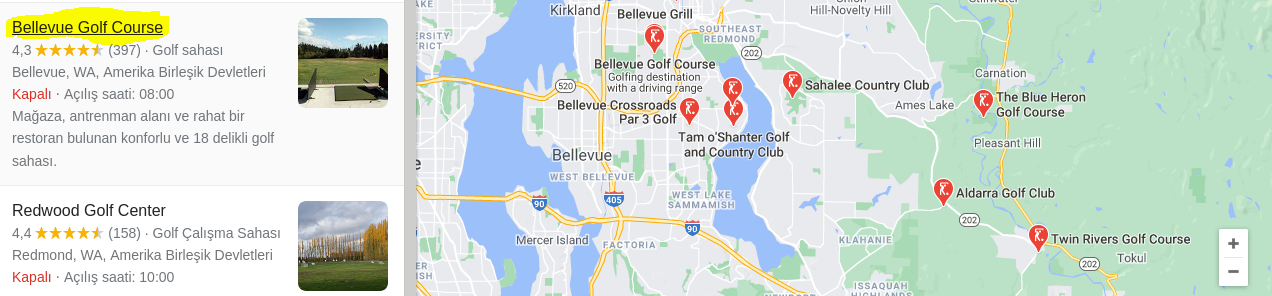 Bellevue Golf Course
4,3 (397) · Golf sahası
Bellevue, WA, Amerika Birleşik Devletleri
Kapalı · Açılış saati: 08:00
Mağaza, antrenman alanı ve rahat bir
restoran bulunan konforlu ve 18 delikli golf
sahası.
Redwood Golf Center
4,4 (158) · Golf Çalışma Sahası
Redmond, WA, Amerika Birleşik Devletleri
Kapalı · Açılış saati: 10:00
Kirkland
Bellevue Grill
Union
Hill-Novelty Hill
SOUTHEAST
REDMOND
202
Bellevue Golf Course
Golfing destination
with a driving range
520
Sahalee Country Club
Carnation
Ames Lake
The Blue Heron
Golf Course
Bellevue Crossroads
Par 3 Golf
Tam o'Shanter Golf
and Country Club
Pleasant Hill
Bellevue
WEST BELLEVUE
90
405
WEST LAKE
SAMMAMISH
Aldarra Golf Club
202
90
Mercer Island
FACTORIA
KLAHANIE
Twin Rivers Golf Course
Tokul
202
ISSAQUAH
HIGHLANDS
+
−